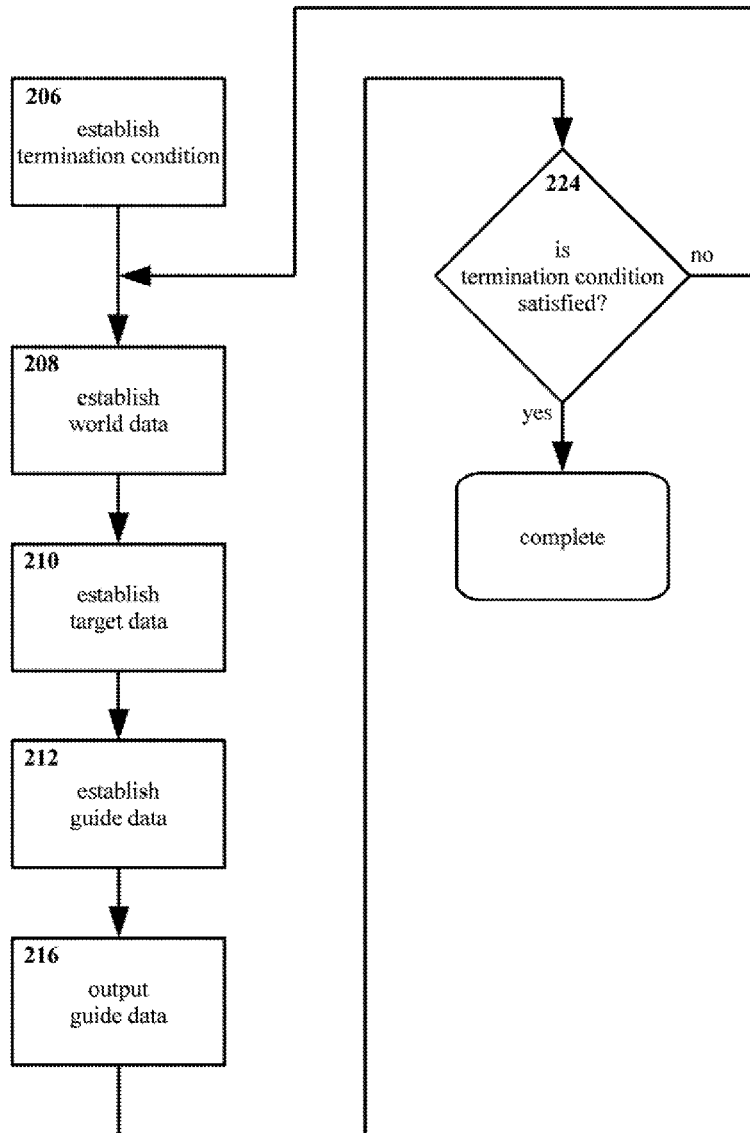 206
establish
termination condition
208
establish
world data
210
establish
target data
212
establish
guide data
216
output
guide data
224
is
termination condition
satisfied?
no
yes
complete